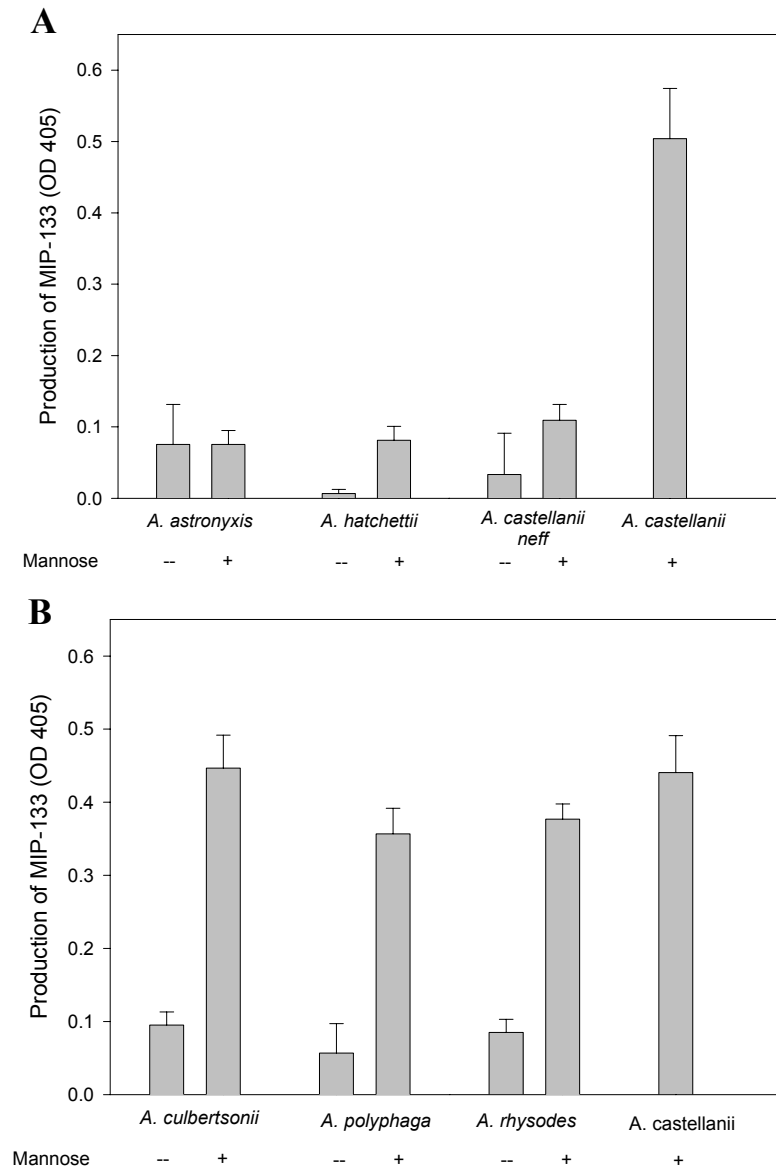 A
Production of MIP-133 (OD 405)
0.6
0.5
0.4
0.3
0.2
0.1
0.0
A. astronyxis A. hatchettii A. castellanii neff A. castellanii
Mannose -- + -- + -- + +
B
Production of MIP-133 (OD 405)
0.6
0.5
0.4
0.3
0.2
0.1
0.0
A. culbertsonii A. polyphaga A. rhysodes A. castellanii
Mannose -- + -- + -- + +